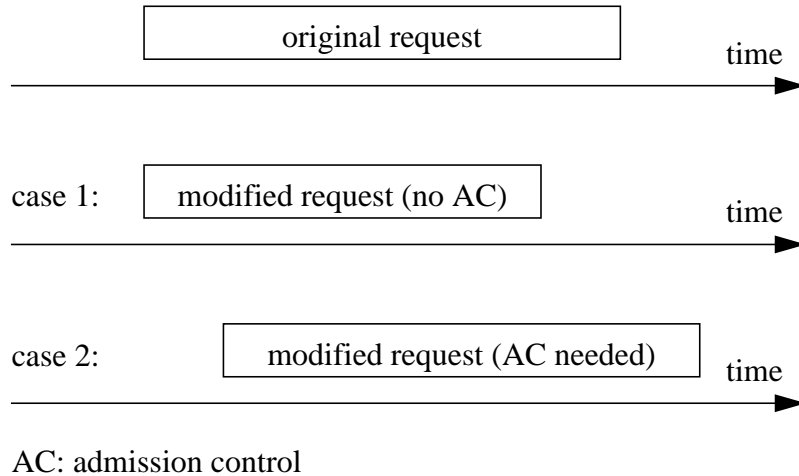 original request
time
case 1:
modified request (no AC)
time
case 2:
modified request (AC needed)
time
AC: admission control